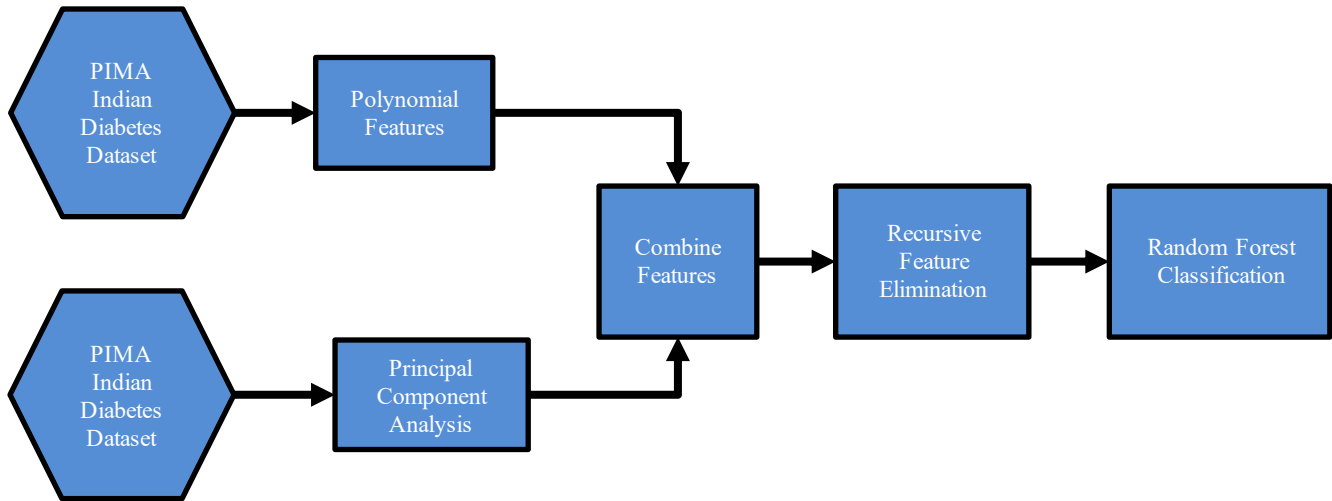 PIMA
Indian
Diabetes
Dataset
Polynomial
Features
Combine
Features
Recursive
Feature
Elimination
Random Forest
Classification
PIMA
Indian
Diabetes
Dataset
Principal
Component
Analysis